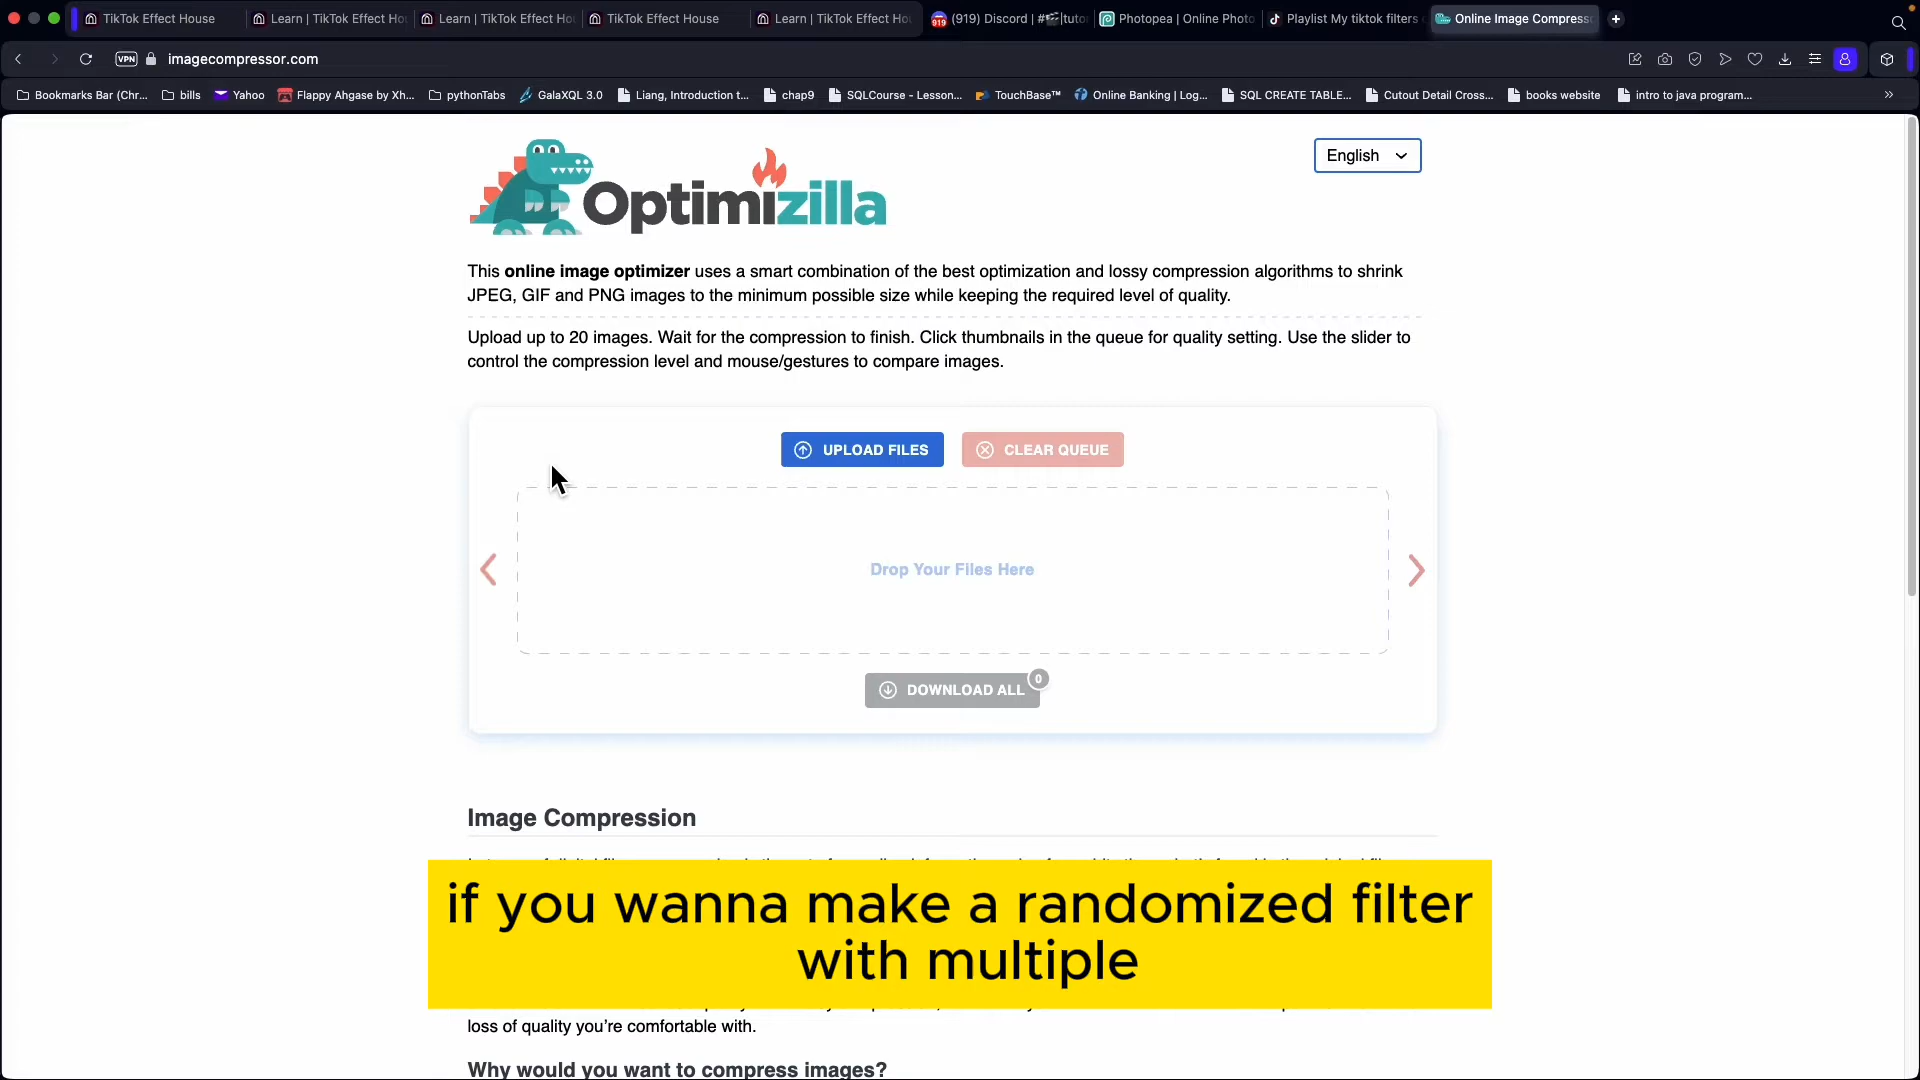 TikTok Effect House
Learn | TikTok Effect Hou
Learn | TikTok Effect Hou
TikTok Effect House
Learn | TikTok Effect Hou
(919) Discord | #🎬|tutor
Photopea | Online Photo
Playlist My tiktok filters
Online Image Compress
VPN
imagecompressor.com
Bookmarks Bar (Chr...
bills
Yahoo
Flappy Ahgase by Xh...
pythonTabs
GalaXQL 3.0
Liang, Introduction t...
chap9
SQLCourse - Lesson...
TouchBase™
Online Banking | Log...
SQL CREATE TABLE...
Cutout Detail Cross...
books website
intro to java program...
Optimizilla
English
This online image optimizer uses a smart combination of the best optimization and lossy compression algorithms to shrink
JPEG, GIF and PNG images to the minimum possible size while keeping the required level of quality.
Upload up to 20 images. Wait for the compression to finish. Click thumbnails in the queue for quality setting. Use the slider to
control the compression level and mouse/gestures to compare images.
UPLOAD FILES
CLEAR QUEUE
Drop Your Files Here
DOWNLOAD ALL
0
Image Compression
if you wanna make a randomized filter
with multiple
loss of quality you're comfortable with.
Why would you want to compress images?